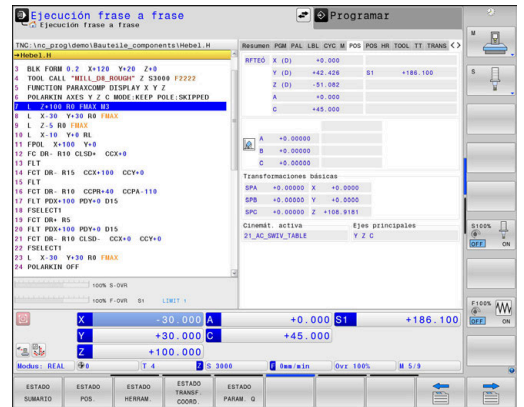 Ejecución frase a frase
Ejecución frase a frase
Programar
TNC:\nc_prog\demo\Bauteile_components\Hebel.H
→Hebel.H
3 BLK FORM 0.2 X+120 Y+20 Z+0
4 TOOL CALL "MILL_D8_ROUGH" Z S3000 F2222
5 FUNCTION PARAXCOMP DISPLAY X Y Z
6 POLARKIN AXES Y Z C MODE:KEEP POLE:SKIPPED
7 L Z+100 R0 FMAX M3
8 L X-30 Y+30 R0 FMAX
9 L Z-5 R0 FMAX
10 L X-10 Y+0 RL
11 FPOL X+100 Y+0
12 FC DR- R10 CLSD+ CCX+0
13 FLT
14 FCT DR- R15 CCX+100 CCY+0
15 FLT
16 FCT DR- R10 CCPR+40 CCPA-110
17 FLT PDX+100 PDY+0 D15
18 FSELECT1
19 FCT DR+ R5
20 FLT PDX+100 PDY+0 D15
21 FCT DR- R10 CLSD- CCX+0 CCY+0
22 FSELECT1
23 L X-30 Y+30 R0 FMAX
24 POLARKIN OFF
100% S-OVR
100% F-OVR S1 LIMIT 1
Resumen PGM PAL LBL CYC M POS POS HR TOOL TT TRANS
RFTEÓ X (D) +0.000
Y (D) +42.426 S1 +186.100
Z (D) -51.082
A +0.000
C +45.000
A +0.00000
B +0.00000
C +0.00000
Transformaciones básicas
SPA +0.00000 X +0.0000
SPB +0.00000 Y +0.0000
SPC +0.00000 Z +108.9181
Cinemát. activa Ejes principales
21_AC_SWIV_TABLE Y Z C
X -30.000 A +0.000 S1 +186.100
Y +30.000 C +45.000
Z +100.000
Modus: REAL 0 T 4 Z S 3000 F 0mm/min Ovr 100% M 5/9
ESTADO SUMARIO
ESTADO POS.
ESTADO HERRAM.
ESTADO TRANSF. COORD.
ESTADO PARAM. Q
M
S
S100%
OFF ON
F100%
OFF ON